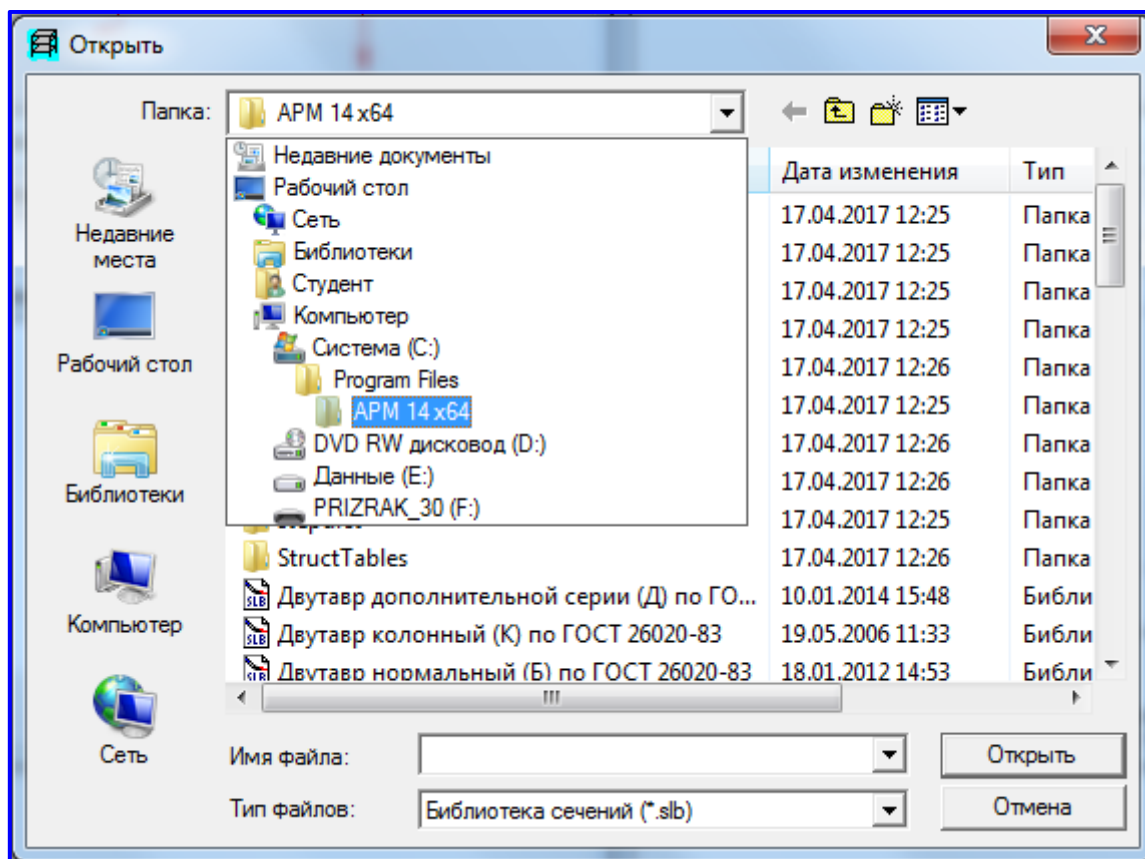 Открыть
Папка: APM 14 x64
Недавние документы
Рабочий стол
Сеть
Библиотеки
Студент
Компьютер
Система (C:)
Program Files
APM 14 x64
DVD RW дисковод (D:)
Данные (E:)
PRIZRAK_30 (F:)
Недавние
места
Рабочий стол
Библиотеки
Компьютер
Сеть
Дата изменения Тип
17.04.2017 12:25 Папка
17.04.2017 12:25 Папка
17.04.2017 12:25 Папка
17.04.2017 12:25 Папка
17.04.2017 12:26 Папка
17.04.2017 12:25 Папка
17.04.2017 12:26 Папка
17.04.2017 12:26 Папка
17.04.2017 12:25 Папка
StructTables 17.04.2017 12:26 Папка
SLB Двутавр дополнительной серии (Д) по ГО... 10.01.2014 15:48 Библи
SLB Двутавр колонный (К) по ГОСТ 26020-83 19.05.2006 11:33 Библи
SLB Двутавр нормальный (Б) по ГОСТ 26020-83 18.01.2012 14:53 Библи
Имя файла: Открыть
Тип файлов: Библиотека сечений (*.slb) Отмена